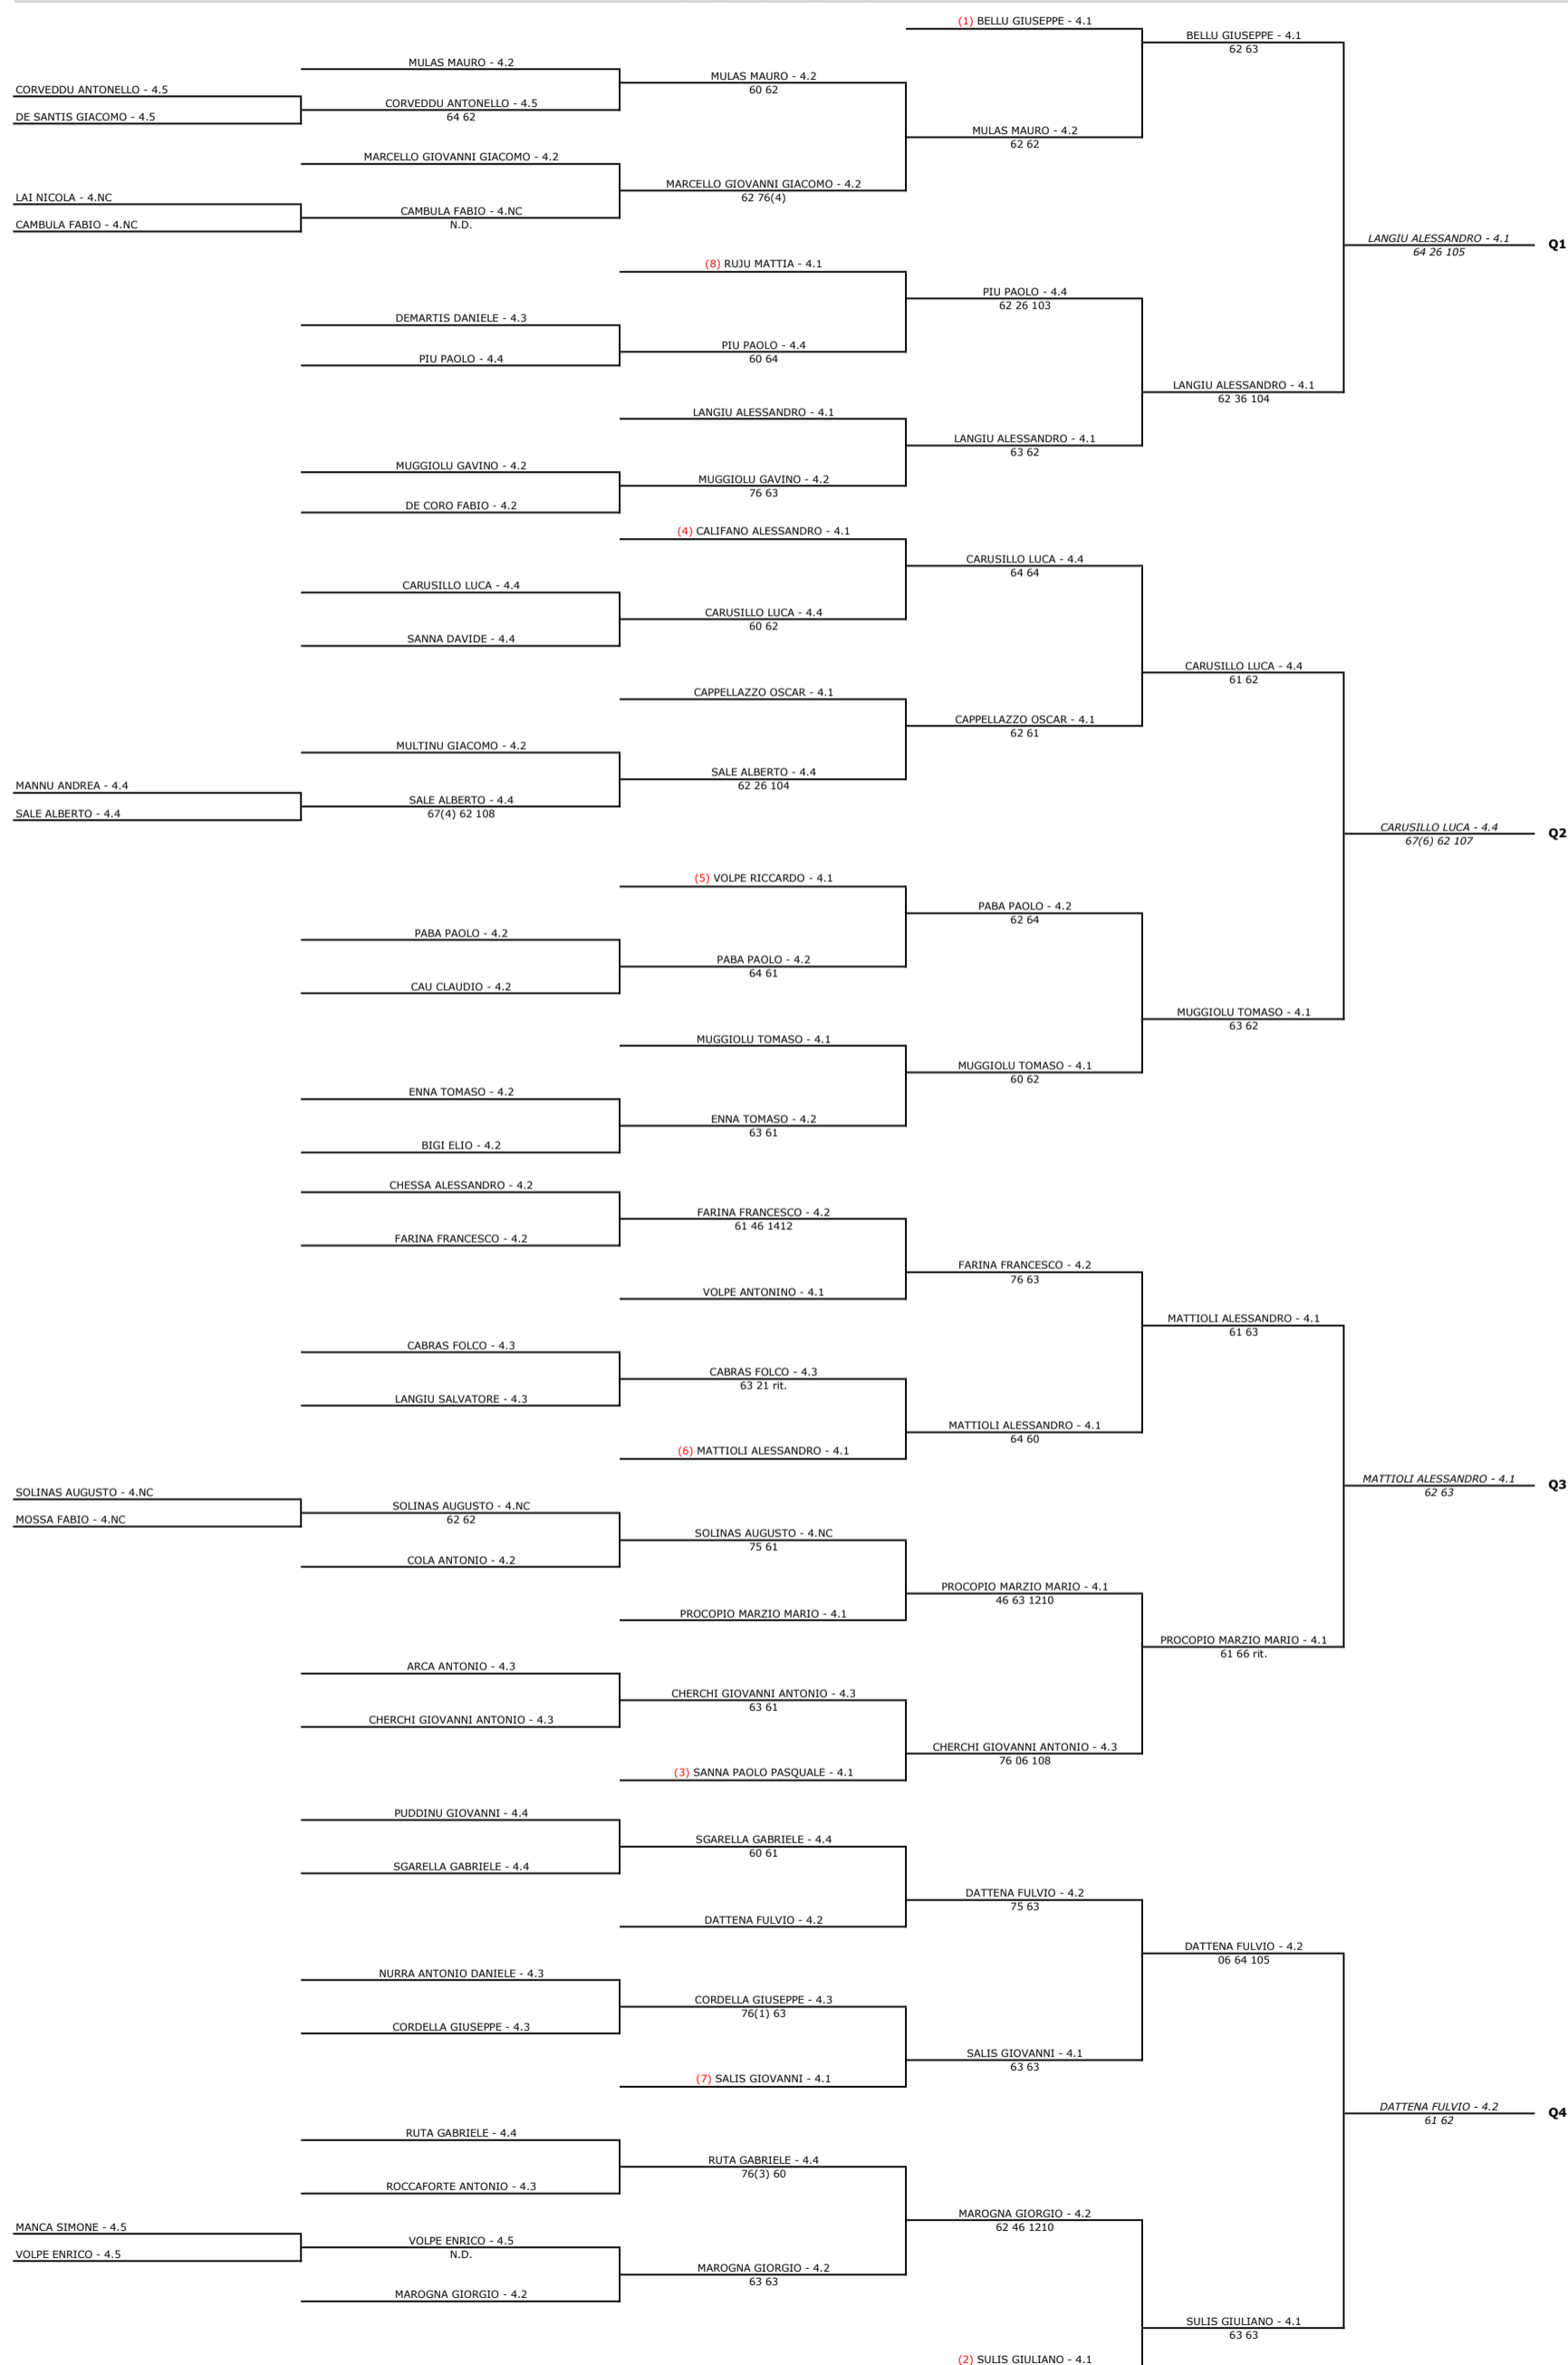 (1) BELLU GIUSEPPE - 4.1
BELLU GIUSEPPE - 4.1
62 63
MULAS MAURO - 4.2
MULAS MAURO - 4.2
60 62
CORVEDDU ANTONELLO - 4.5
CORVEDDU ANTONELLO - 4.5
64 62
DE SANTIS GIACOMO - 4.5
MULAS MAURO - 4.2
62 62
MARCELLO GIOVANNI GIACOMO - 4.2
MARCELLO GIOVANNI GIACOMO - 4.2
62 76(4)
LAI NICOLA - 4.NC
CAMBULA FABIO - 4.NC
N.D.
CAMBULA FABIO - 4.NC
LANGIU ALESSANDRO - 4.1
64 26 105
Q1
(8) RUJU MATTIA - 4.1
PIU PAOLO - 4.4
62 26 103
DEMARTIS DANIELE - 4.3
PIU PAOLO - 4.4
60 64
PIU PAOLO - 4.4
LANGIU ALESSANDRO - 4.1
62 36 104
LANGIU ALESSANDRO - 4.1
LANGIU ALESSANDRO - 4.1
63 62
MUGGIOLU GAVINO - 4.2
MUGGIOLU GAVINO - 4.2
76 63
DE CORO FABIO - 4.2
(4) CALIFANO ALESSANDRO - 4.1
CARUSILLO LUCA - 4.4
64 64
CARUSILLO LUCA - 4.4
CARUSILLO LUCA - 4.4
60 62
SANNA DAVIDE - 4.4
CARUSILLO LUCA - 4.4
61 62
CAPPELLAZZO OSCAR - 4.1
CAPPELLAZZO OSCAR - 4.1
62 61
MULTINU GIACOMO - 4.2
SALE ALBERTO - 4.4
62 26 104
MANNU ANDREA - 4.4
SALE ALBERTO - 4.4
67(4) 62 108
SALE ALBERTO - 4.4
CARUSILLO LUCA - 4.4
67(6) 62 107
Q2
(5) VOLPE RICCARDO - 4.1
PABA PAOLO - 4.2
62 64
PABA PAOLO - 4.2
PABA PAOLO - 4.2
64 61
CAU CLAUDIO - 4.2
MUGGIOLU TOMASO - 4.1
63 62
MUGGIOLU TOMASO - 4.1
MUGGIOLU TOMASO - 4.1
60 62
ENNA TOMASO - 4.2
ENNA TOMASO - 4.2
63 61
BIGI ELIO - 4.2
CHESSA ALESSANDRO - 4.2
FARINA FRANCESCO - 4.2
61 46 1412
FARINA FRANCESCO - 4.2
FARINA FRANCESCO - 4.2
76 63
VOLPE ANTONINO - 4.1
MATTIOLI ALESSANDRO - 4.1
61 63
CABRAS FOLCO - 4.3
CABRAS FOLCO - 4.3
63 21 rit.
LANGIU SALVATORE - 4.3
MATTIOLI ALESSANDRO - 4.1
64 60
(6) MATTIOLI ALESSANDRO - 4.1
MATTIOLI ALESSANDRO - 4.1
62 63
Q3
SOLINAS AUGUSTO - 4.NC
SOLINAS AUGUSTO - 4.NC
62 62
MOSSA FABIO - 4.NC
SOLINAS AUGUSTO - 4.NC
75 61
COLA ANTONIO - 4.2
PROCOPIO MARZIO MARIO - 4.1
46 63 1210
PROCOPIO MARZIO MARIO - 4.1
PROCOPIO MARZIO MARIO - 4.1
61 66 rit.
ARCA ANTONIO - 4.3
CHERCHI GIOVANNI ANTONIO - 4.3
63 61
CHERCHI GIOVANNI ANTONIO - 4.3
CHERCHI GIOVANNI ANTONIO - 4.3
76 06 108
(3) SANNA PAOLO PASQUALE - 4.1
PUDDINU GIOVANNI - 4.4
SGARELLA GABRIELE - 4.4
60 61
SGARELLA GABRIELE - 4.4
DATTENA FULVIO - 4.2
75 63
DATTENA FULVIO - 4.2
DATTENA FULVIO - 4.2
06 64 105
NURRA ANTONIO DANIELE - 4.3
CORDELLA GIUSEPPE - 4.3
76(1) 63
CORDELLA GIUSEPPE - 4.3
SALIS GIOVANNI - 4.1
63 63
(7) SALIS GIOVANNI - 4.1
DATTENA FULVIO - 4.2
61 62
Q4
RUTA GABRIELE - 4.4
RUTA GABRIELE - 4.4
76(3) 60
ROCCAFORTE ANTONIO - 4.3
MAROGNA GIORGIO - 4.2
62 46 1210
MANCA SIMONE - 4.5
VOLPE ENRICO - 4.5
N.D.
VOLPE ENRICO - 4.5
MAROGNA GIORGIO - 4.2
63 63
MAROGNA GIORGIO - 4.2
SULIS GIULIANO - 4.1
63 63
(2) SULIS GIULIANO - 4.1